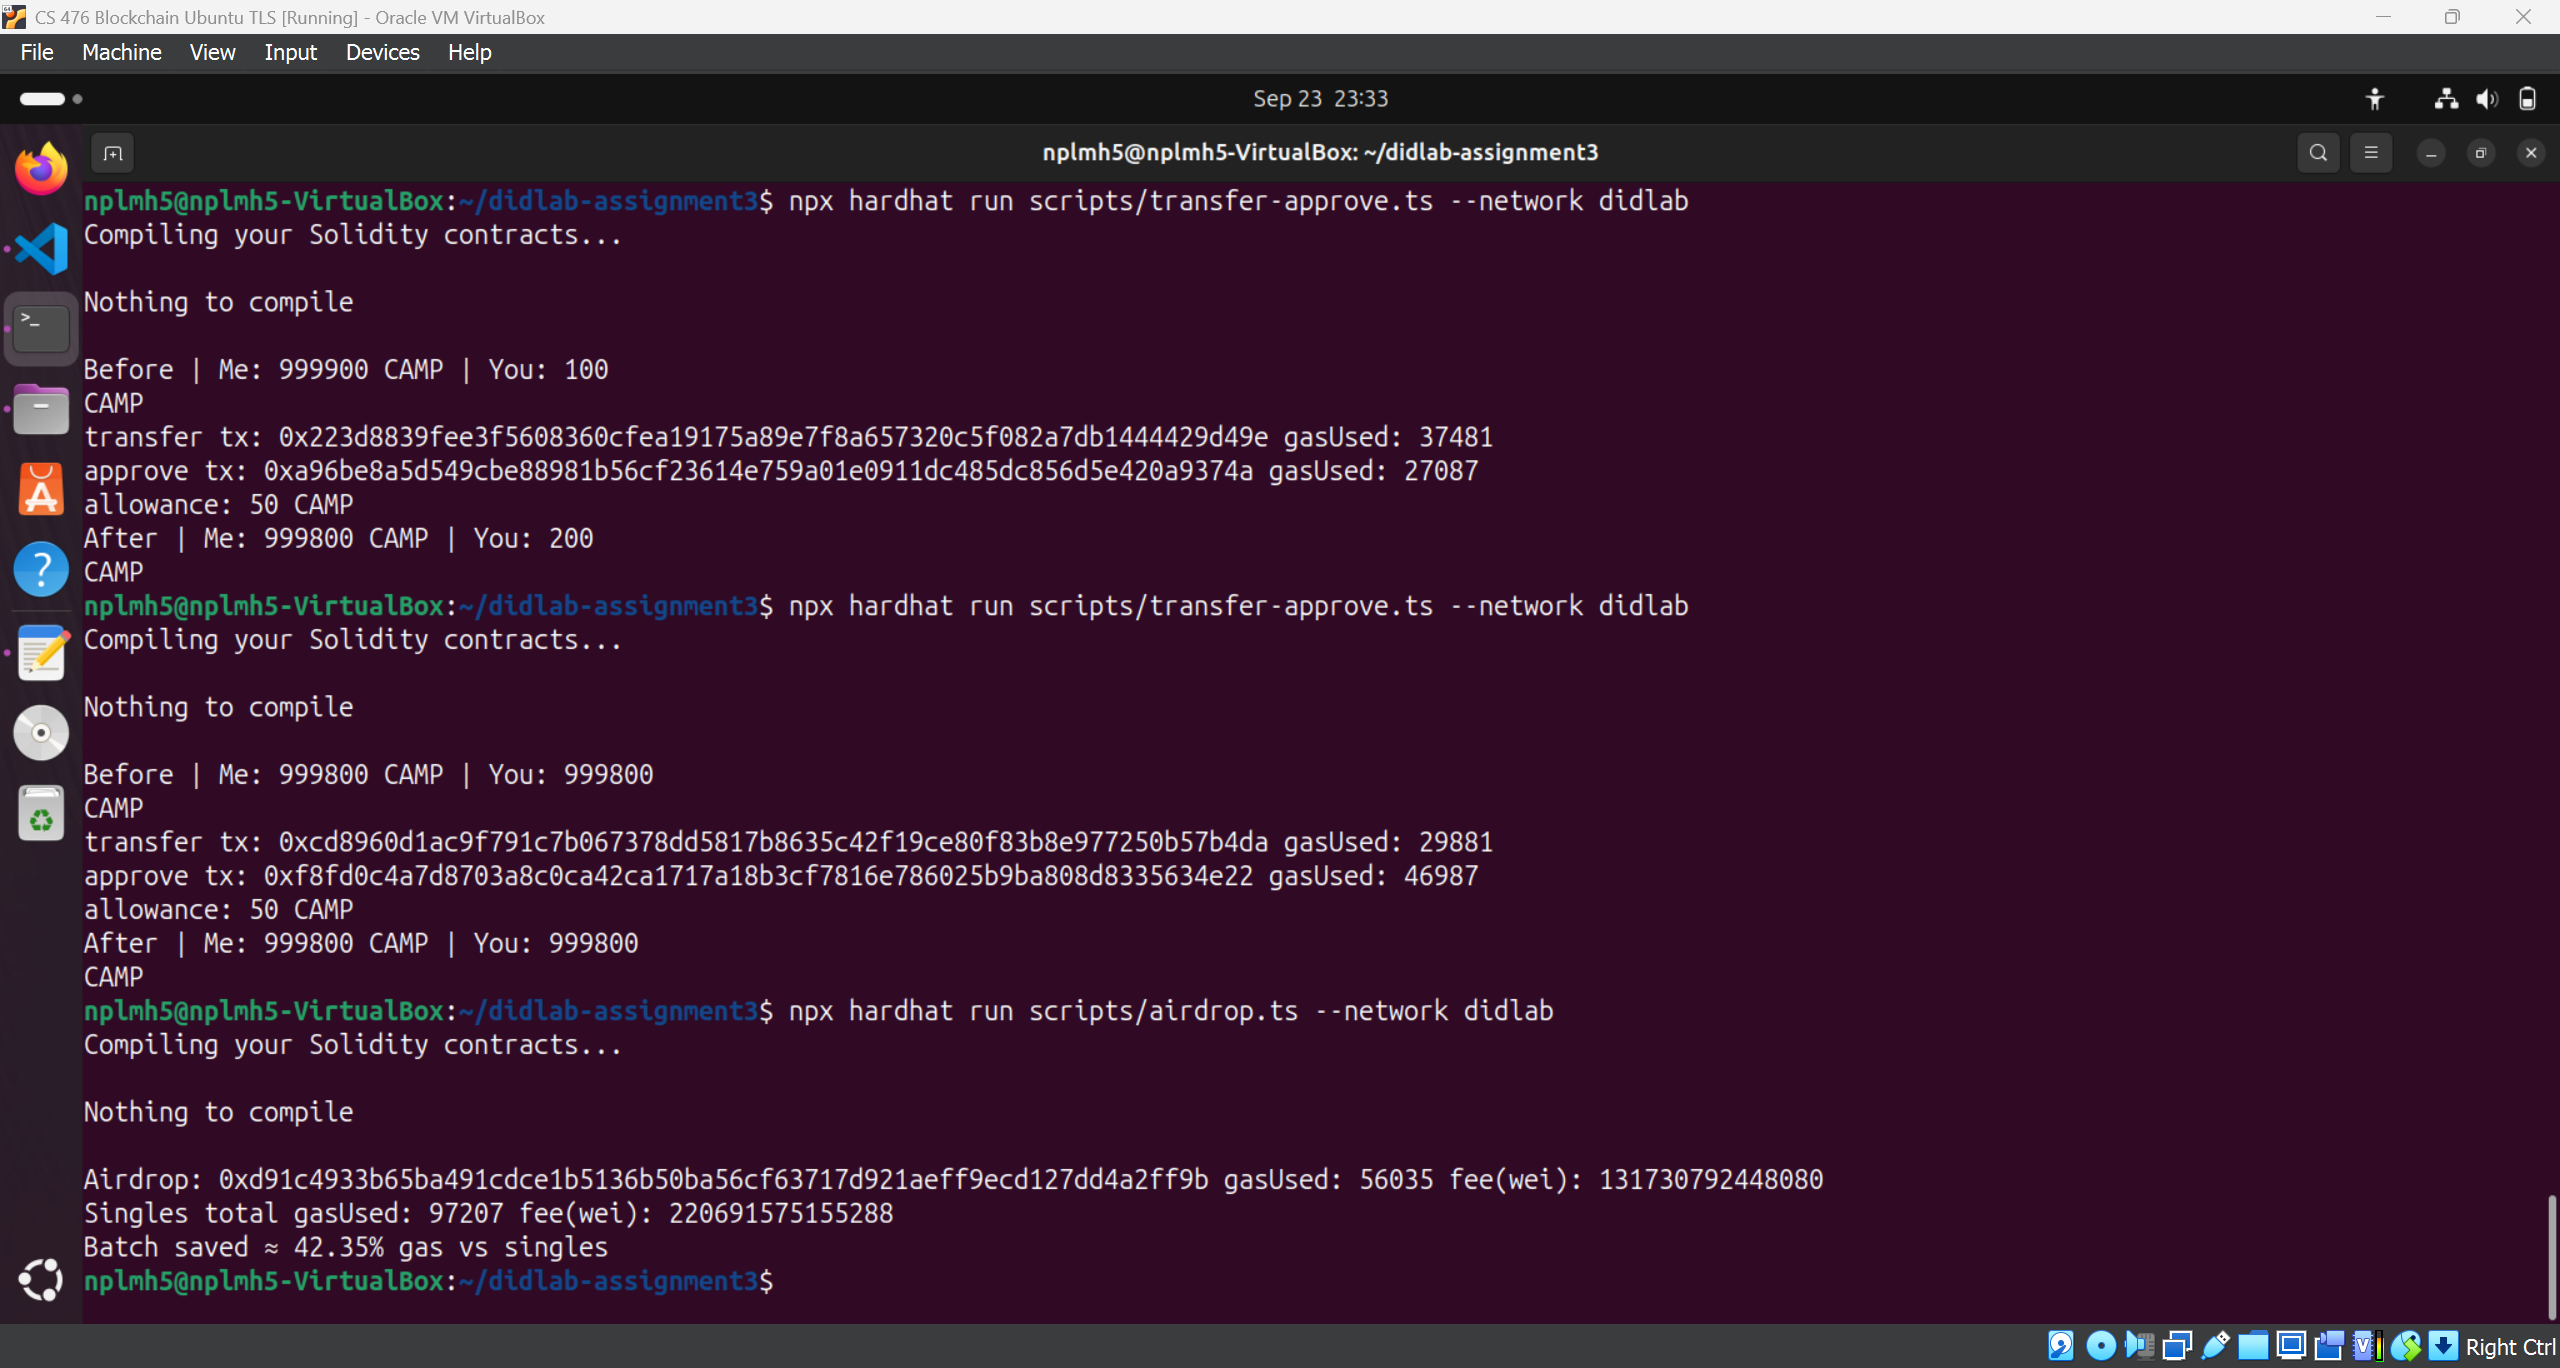 CS 476 Blockchain Ubuntu TLS [Running] - Oracle VM VirtualBox
File Machine View Input Devices Help
Sep 23 23:33
nplmh5@nplmh5-VirtualBox: ~/didlab-assignment3
nplmh5@nplmh5-VirtualBox:~/didlab-assignment3$ npx hardhat run scripts/transfer-approve.ts --network didlab
Compiling your Solidity contracts...
Nothing to compile
Before | Me: 999900 CAMP | You: 100
CAMP
transfer tx: 0x223d8839fee3f5608360cfea19175a89e7f8a657320c5f082a7db1444429d49e gasUsed: 37481
approve tx: 0xa96be8a5d549cbe88981b56cf23614e759a01e0911dc485dc856d5e420a9374a gasUsed: 27087
allowance: 50 CAMP
After | Me: 999800 CAMP | You: 200
CAMP
nplmh5@nplmh5-VirtualBox:~/didlab-assignment3$ npx hardhat run scripts/transfer-approve.ts --network didlab
Compiling your Solidity contracts...
Nothing to compile
Before | Me: 999800 CAMP | You: 999800
CAMP
transfer tx: 0xcd8960d1ac9f791c7b067378dd5817b8635c42f19ce80f83b8e977250b57b4da gasUsed: 29881
approve tx: 0xf8fd0c4a7d8703a8c0ca42ca1717a18b3cf7816e786025b9ba808d8335634e22 gasUsed: 46987
allowance: 50 CAMP
After | Me: 999800 CAMP | You: 999800
CAMP
nplmh5@nplmh5-VirtualBox:~/didlab-assignment3$ npx hardhat run scripts/airdrop.ts --network didlab
Compiling your Solidity contracts...
Nothing to compile
Airdrop: 0xd91c4933b65ba491cdce1b5136b50ba56cf63717d921aeff9ecd127dd4a2ff9b gasUsed: 56035 fee(wei): 131730792448080
Singles total gasUsed: 97207 fee(wei): 220691575155288
Batch saved ≈ 42.35% gas vs singles
nplmh5@nplmh5-VirtualBox:~/didlab-assignment3$
Right Ctrl